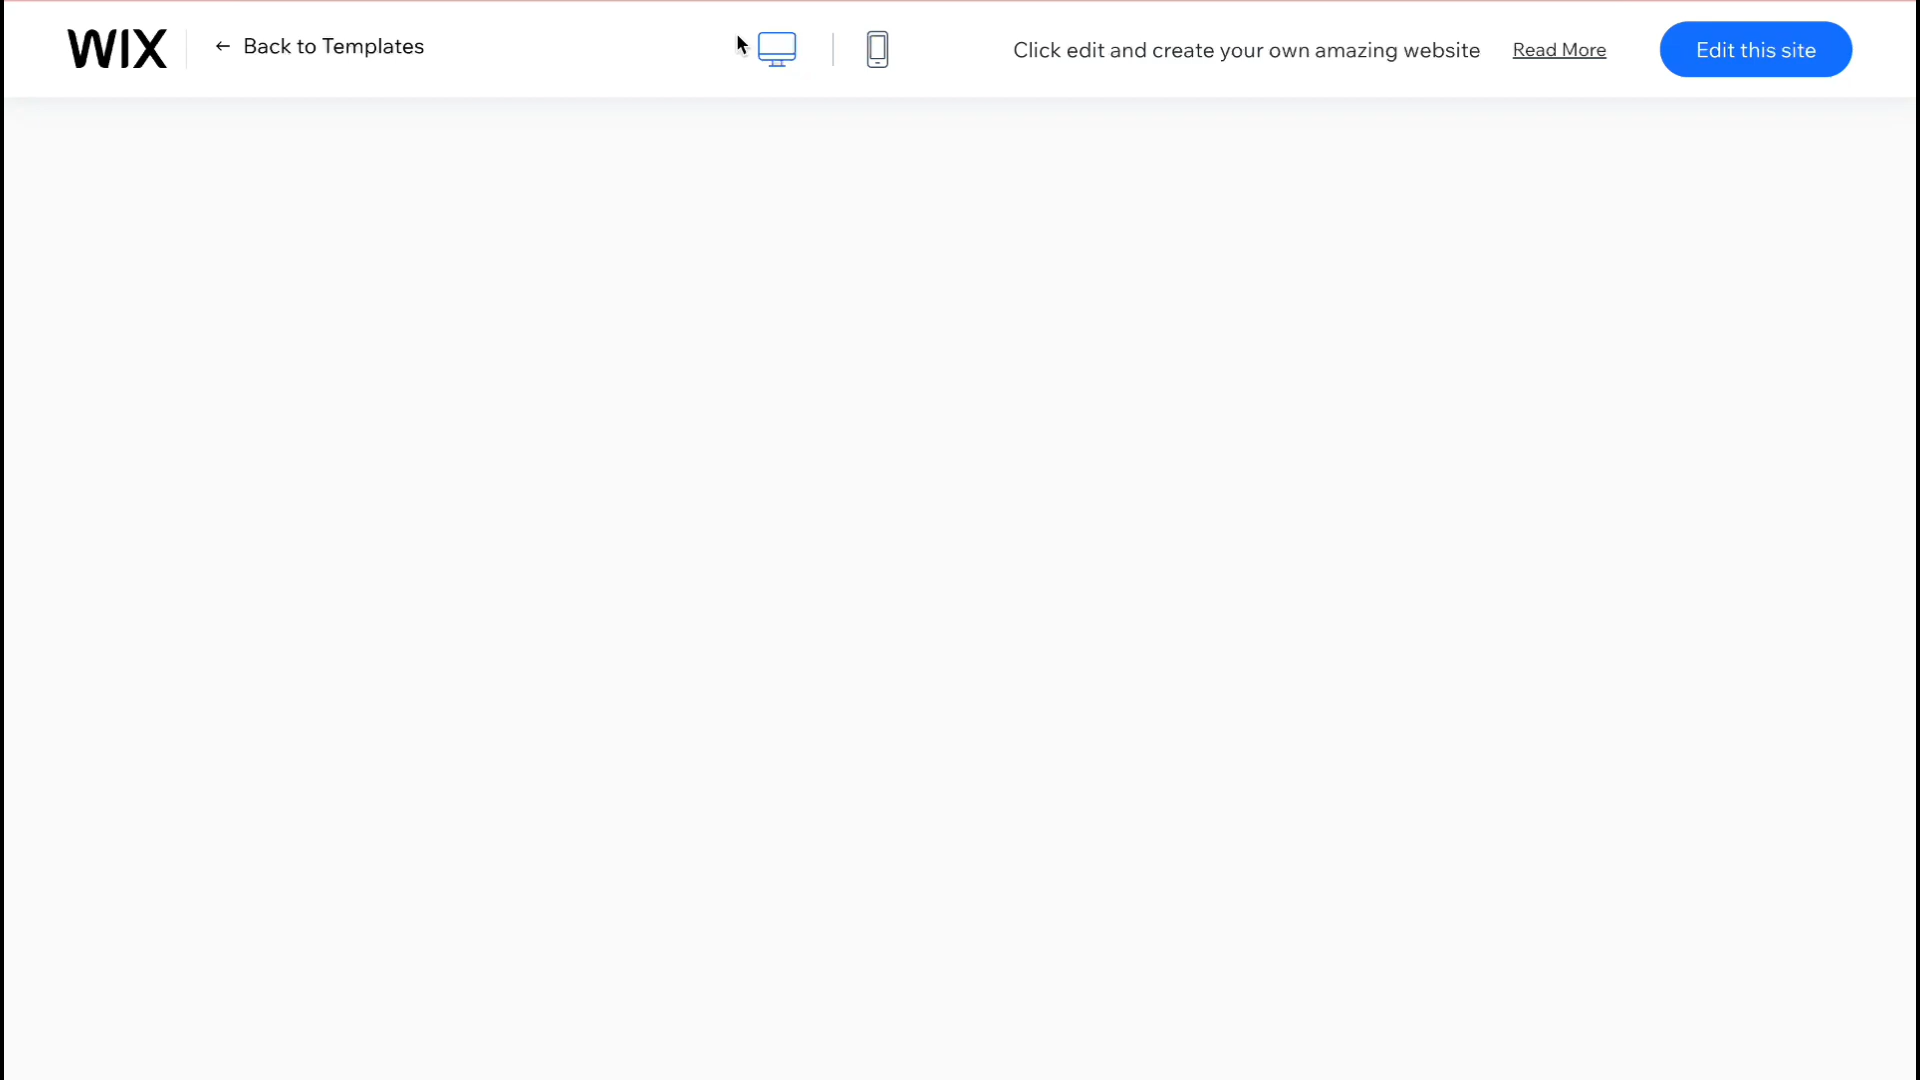 WIX
← Back to Templates
Click edit and create your own amazing website
Read More
Edit this site